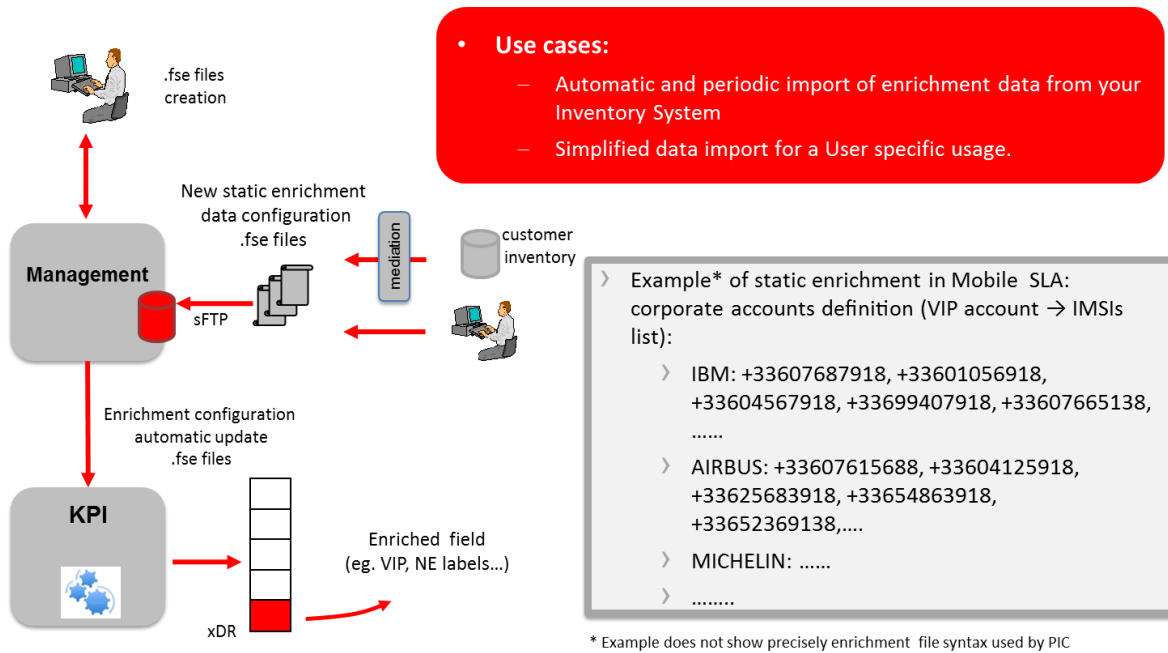 • Use cases:
– Automatic and periodic import of enrichment data from your
Inventory System
– Simplified data import for a User specific usage.
.fse files
creation
New static enrichment
data configuration
.fse files
mediation
customer
inventory
Management
sFTP
Enrichment configuration
automatic update
.fse files
KPI
xDR
Enriched field
(eg. VIP, NE labels...)
› Example* of static enrichment in Mobile SLA:
corporate accounts definition (VIP account → IMSIs
list):
› IBM: +33607687918, +33601056918,
+33604567918, +33699407918, +33607665138,
......
› AIRBUS: +33607615688, +33604125918,
+33625683918, +33654863918,
+33652369138,....
› MICHELIN: ......
› ........
* Example does not show precisely enrichment file syntax used by PIC